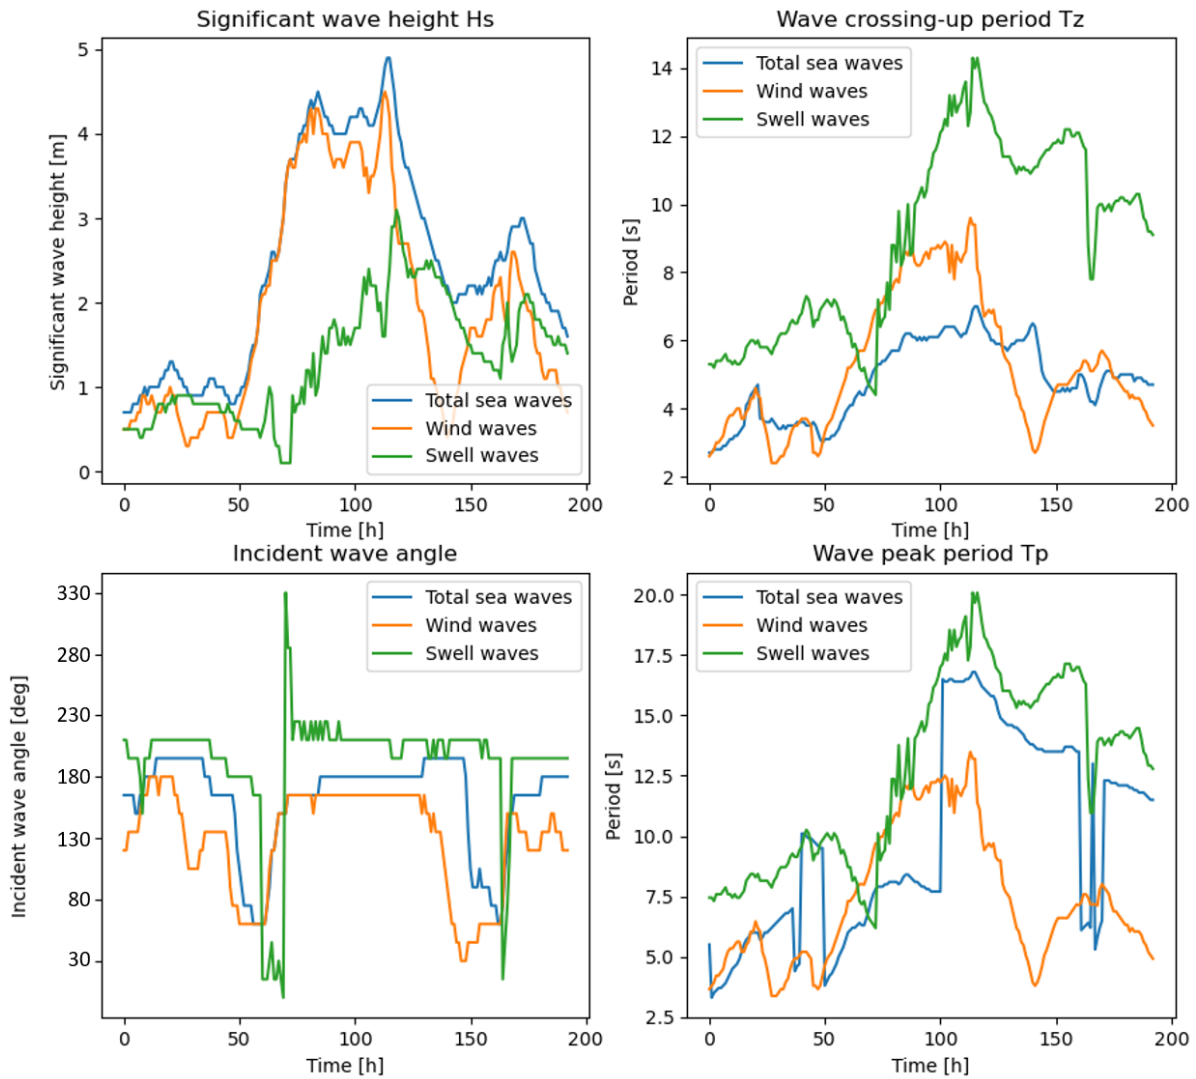 Significant wave height Hs
Significant wave height [m]
5
4
3
2
1
0
Total sea waves
Wind waves
Swell waves
0 50 100 150 200
Time [h]
Wave crossing-up period Tz
Period [s]
14
12
10
8
6
4
2
Total sea waves
Wind waves
Swell waves
0 50 100 150 200
Time [h]
Incident wave angle
Incident wave angle [deg]
330
280
230
180
130
80
30
Total sea waves
Wind waves
Swell waves
0 50 100 150 200
Time [h]
Wave peak period Tp
Period [s]
20.0
17.5
15.0
12.5
10.0
7.5
5.0
2.5
Total sea waves
Wind waves
Swell waves
0 50 100 150 200
Time [h]